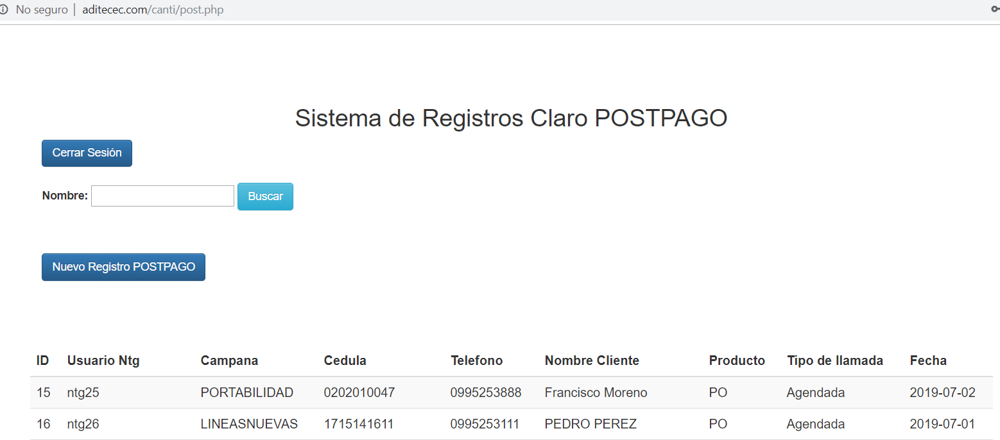 No seguro | aditecec.com/canti/post.php
Sistema de Registros Claro POSTPAGO
Cerrar Sesión
Nombre: Buscar
Nuevo Registro POSTPAGO
ID Usuario Ntg Campana Cedula Telefono Nombre Cliente Producto Tipo de llamada Fecha
15 ntg25 PORTABILIDAD 0202010047 0995253888 Francisco Moreno PO Agendada 2019-07-02
16 ntg26 LINEASNUEVAS 1715141611 0995253111 PEDRO PEREZ PO Agendada 2019-07-01